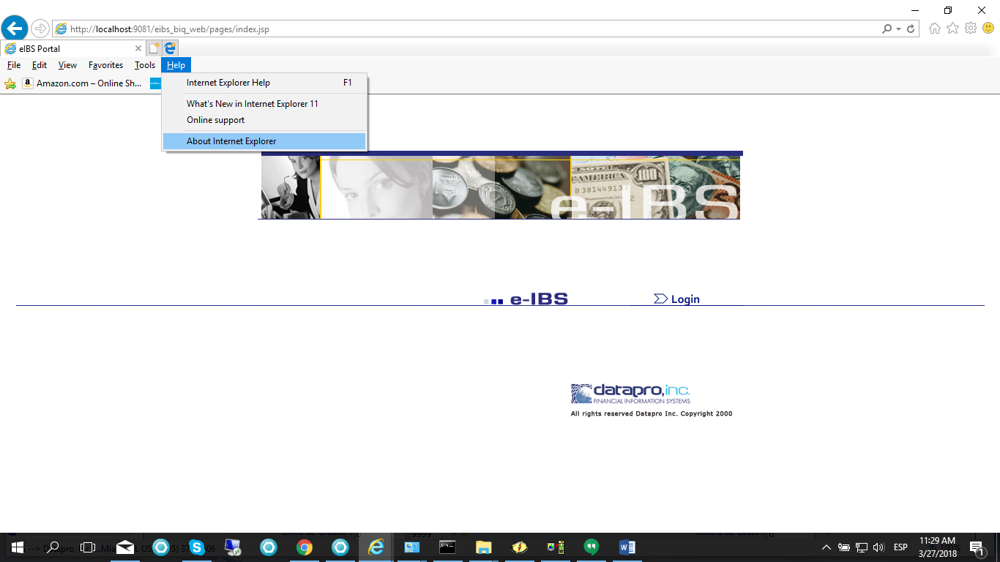 http://localhost:9081/eibs_biq_web/pages/index.jsp
eIBS Portal
File Edit View Favorites Tools Help
Amazon.com – Online Sh...
Internet Explorer Help F1
What's New in Internet Explorer 11
Online support
About Internet Explorer
AMERICA 100
B 3814491
e-IBS
e-IBS
Login
datapro,inc.
FINANCIAL INFORMATION SYSTEMS
All rights reserved Datapro Inc. Copyright 2000
ESP
11:29 AM
3/27/2018
1